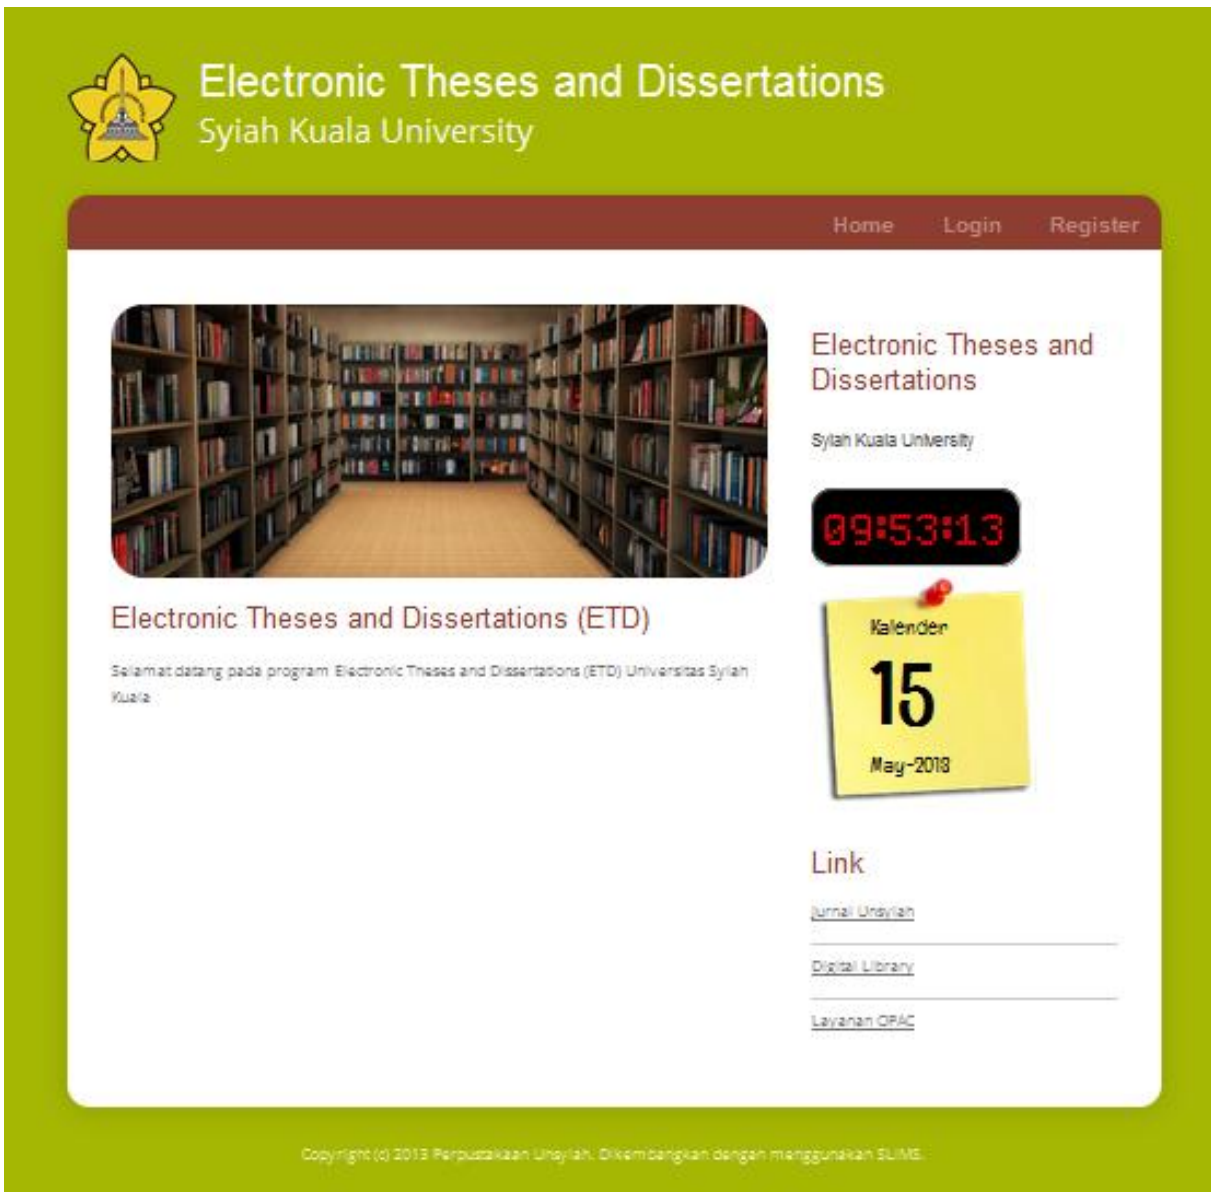 Electronic Theses and Dissertations
Syiah Kuala University
Home Login Register
Electronic Theses and
Dissertations
Syiah Kuala University
09:53:13
Kalender
15
May-2018
Electronic Theses and Dissertations (ETD)
Selamat datang pada program Electronic Theses and Dissertations (ETD) Universitas Syiah
Kuala
Link
Jurnal Unsyiah
Digital Library
Layanan OPAC
Copyright (c) 2013 Perpustakaan Unsyiah. Dikembangkan dengan menggunakan SLiMS.